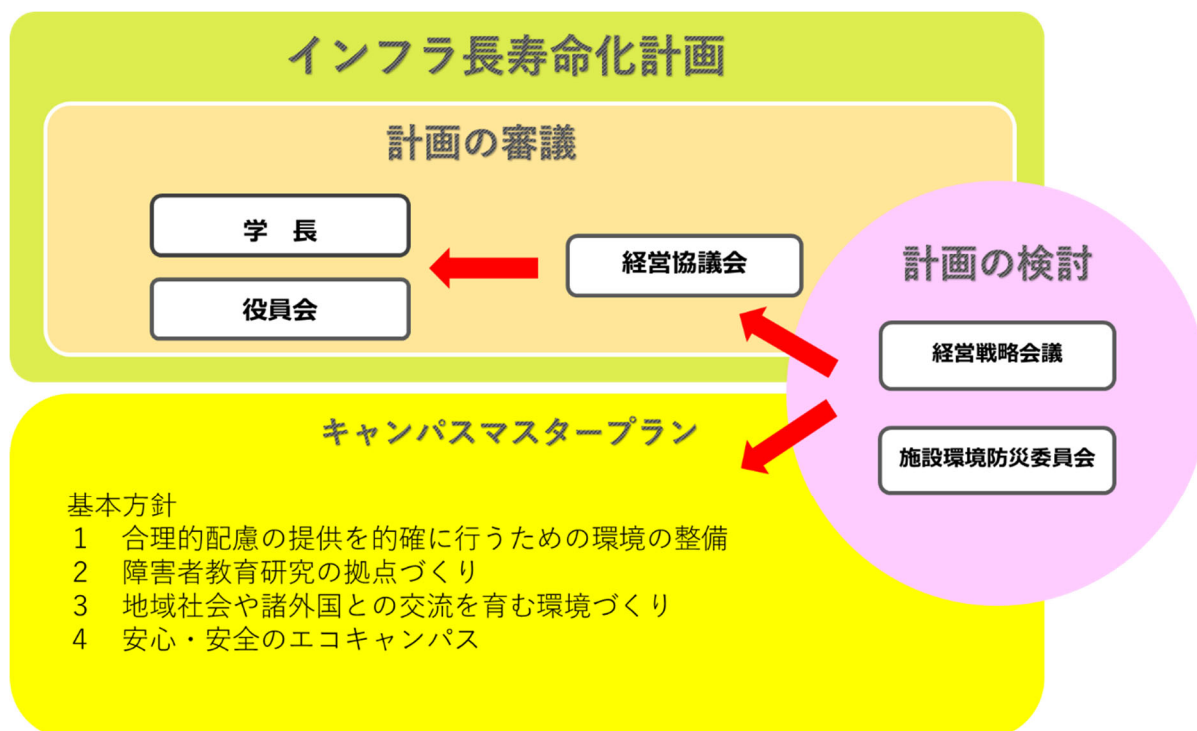 インフラ長寿命化計画
計画の審議
学 長
役員会
経営協議会
計画の検討
経営戦略会議
施設環境防災委員会
キャンパスマスタープラン
基本方針
1 合理的配慮の提供を的確に行うための環境の整備
2 障害者教育研究の拠点づくり
3 地域社会や諸外国との交流を育む環境づくり
4 安心・安全のエコキャンパス